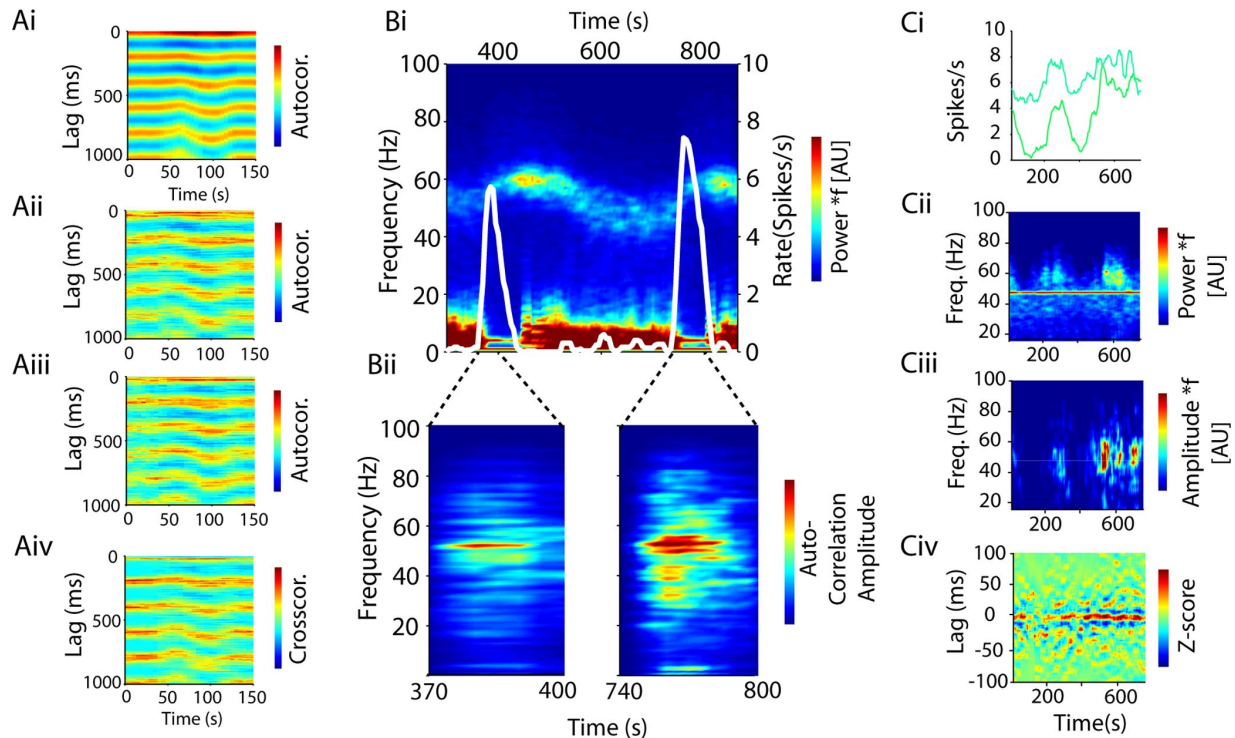 Ai
0
500
1000
Lag (ms)
0 50 100 150
Time (s)
Autocor.
Aii
0
500
1000
Lag (ms)
0 50 100 150
Autocor.
Aiii
0
500
1000
Lag (ms)
0 50 100 150
Autocor.
Aiv
0
500
1000
Lag (ms)
0 50 100 150
Time (s)
Crosscor.
Bi
Time (s)
400 600 800
100
80
60
40
20
0
Frequency (Hz)
10
8
6
4
2
0
Rate(Spikes/s)
Power *f [AU]
Bii
100
80
60
40
20
Frequency (Hz)
370 400
100
80
60
40
20
740 800
Time (s)
Auto-
Correlation
Amplitude
Ci
10
8
6
4
2
0
Spikes/s
200 600
Cii
100
80
60
40
20
Freq. (Hz)
200 600
Power *f
[AU]
Ciii
100
80
60
40
20
Freq. (Hz)
200 600
Amplitude *f
[AU]
Civ
100
50
0
-50
-100
Lag (ms)
200 600
Time(s)
Z-score